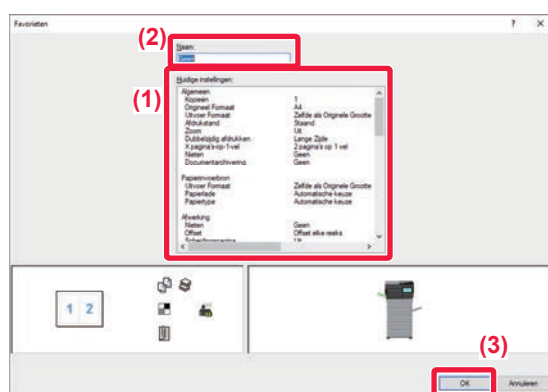 Favorieten
? X
(2)
Naam:
(1)
Huidige instellingen:
Algemeen
Kopieën 1
Origineel Formaat A4
Uitvoer Formaat Zelfde als Originele Grootte
Afdrukstand Staand
Zoom Uit
Dubbelzijdig afdrukken Lange Zijde
X pagina's-op-1-vel 2 pagina's op 1 vel
Nieten Geen
Documentarchivering Geen
Papierinvoerbron
Uitvoer Formaat Zelfde als Originele Grootte
Papierlade Automatische keuze
Papiertype Automatische keuze
Afwerking
Nieten Geen
Offset Offset elke reeks
1 2
(3)
OK Annuleren